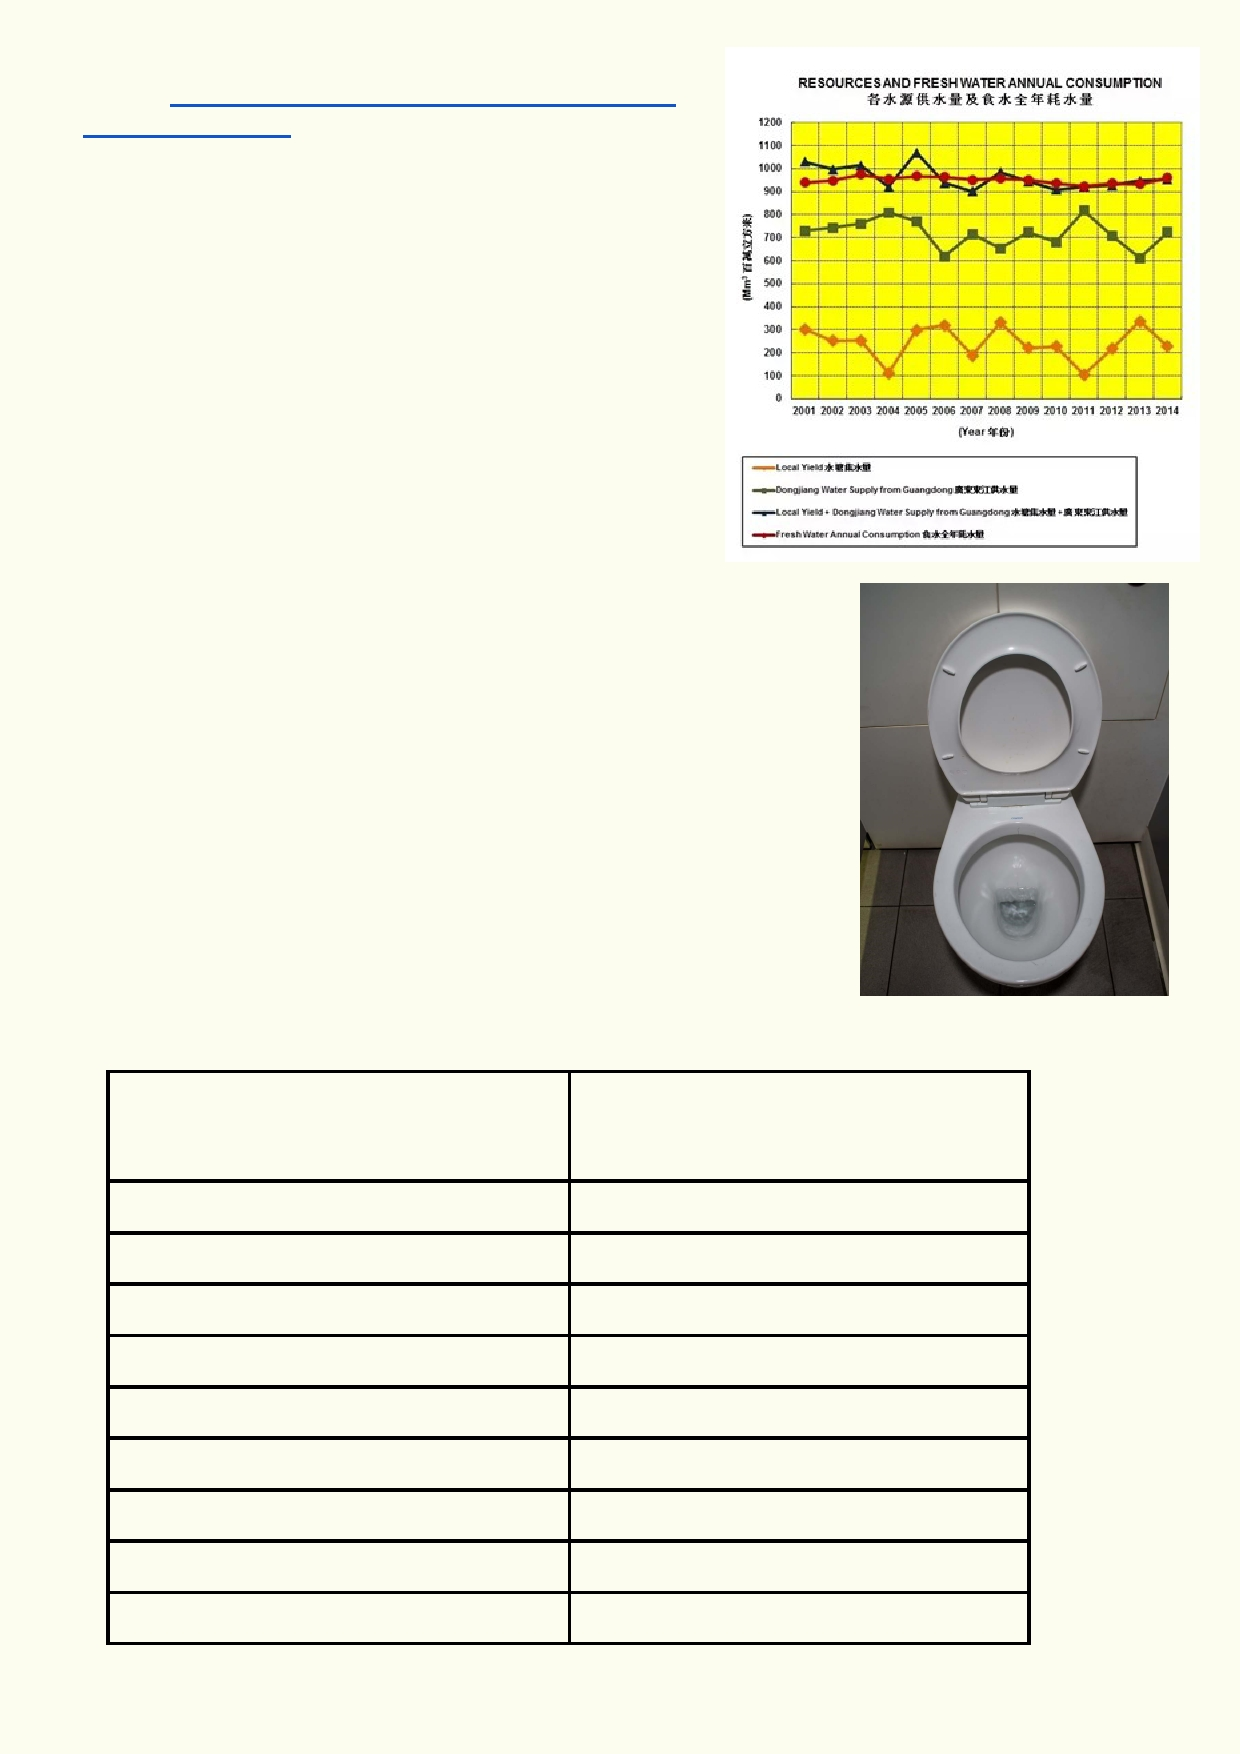 RESOURCES AND FRESH WATER ANNUAL CONSUMPTION
各水源供水量及食水全年耗水量
1200
1100
1000
900
800
700
600
500
400
300
200
100
0
(Mm³ 百萬立方米)
2001 2002 2003 2004 2005 2006 2007 2008 2009 2010 2011 2012 2013 2014
(Year 年份)
Local Yield 水塘集水量
Dongjiang Water Supply from Guangdong 廣東東江供水量
Local Yield + Dongjiang Water Supply from Guangdong 水塘集水量 + 廣東東江供水量
Fresh Water Annual Consumption 食水全年耗水量